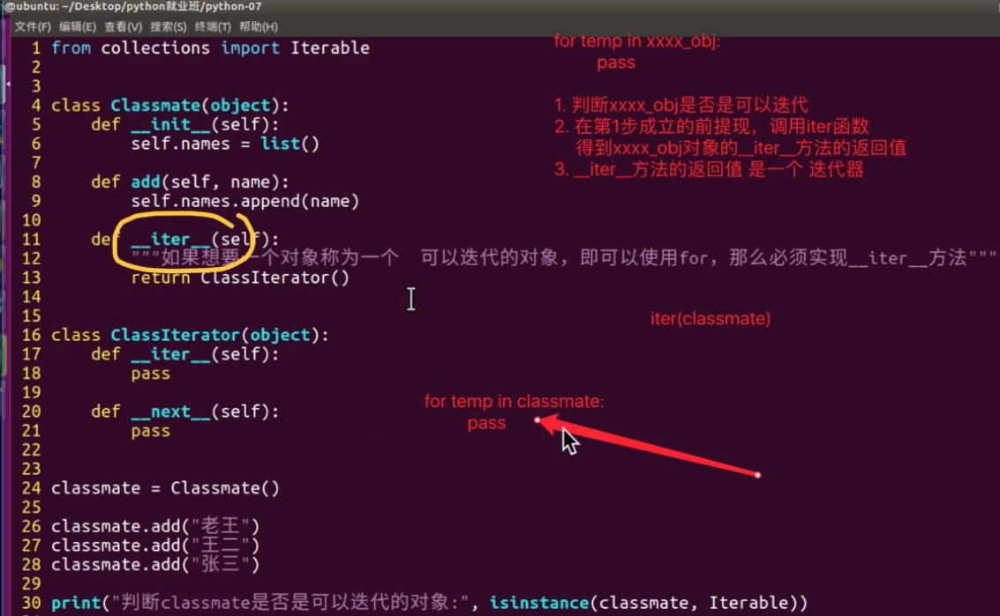 @ubuntu: ~/Desktop/python就业班/python-07
文件(F) 编辑(E) 查看(V) 搜索(S) 终端(T) 帮助(H)
1 from collections import Iterable
2
3
4 class Classmate(object):
5     def __init__(self):
6         self.names = list()
7
8     def add(self, name):
9         self.names.append(name)
10
11     def __iter__(self):
12         """如果想要一个对象称为一个 可以迭代的对象，即可以使用for，那么必须实现__iter__方法"""
13         return ClassIterator()
14
15
16 class ClassIterator(object):
17     def __iter__(self):
18         pass
19
20     def __next__(self):
21         pass
22
23
24 classmate = Classmate()
25
26 classmate.add("老王")
27 classmate.add("王二")
28 classmate.add("张三")
29
30 print("判断classmate是否是可以迭代的对象:", isinstance(classmate, Iterable))
for temp in xxxx_obj:
pass
1. 判断xxxx_obj是否是可以迭代
2. 在第1步成立的前提现，调用iter函数
得到xxxx_obj对象的__iter__方法的返回值
3. __iter__方法的返回值 是一个 迭代器
iter(classmate)
for temp in classmate:
pass